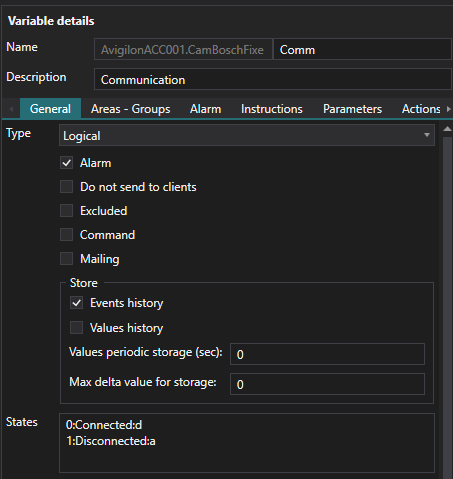 Variable details
Name AvigilonACC001.CamBoschFixe Comm
Description Communication
General Areas - Groups Alarm Instructions Parameters Actions
Type Logical
Alarm
Do not send to clients
Excluded
Command
Mailing
Store
Events history
Values history
Values periodic storage (sec): 0
Max delta value for storage: 0
States 0:Connected:d
1:Disconnected:a